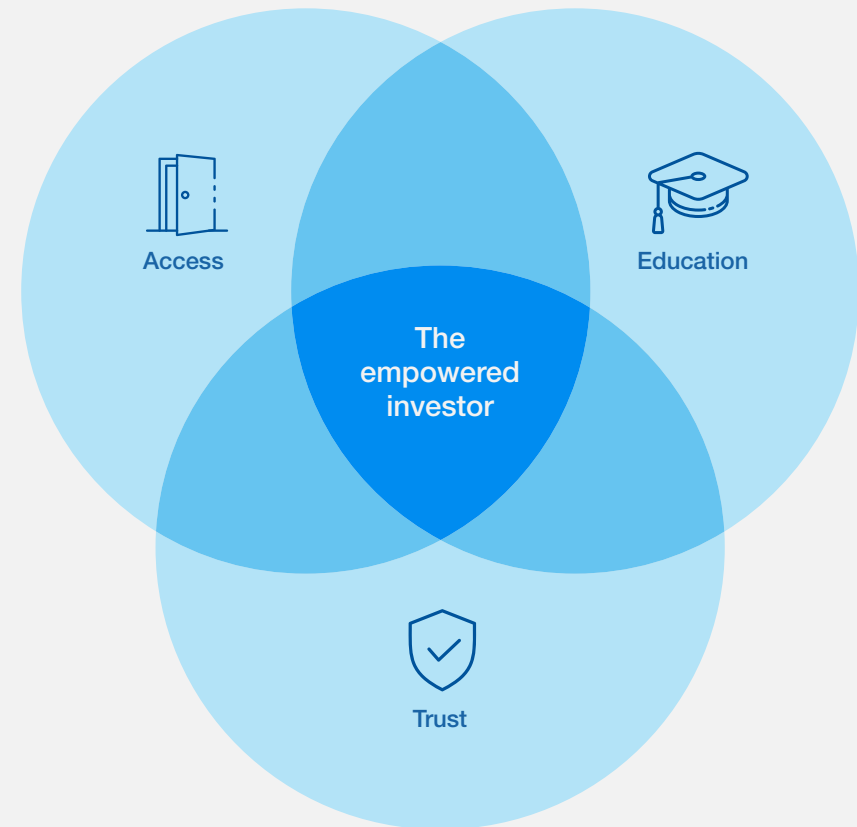 Access
Education
The
empowered
investor
Trust